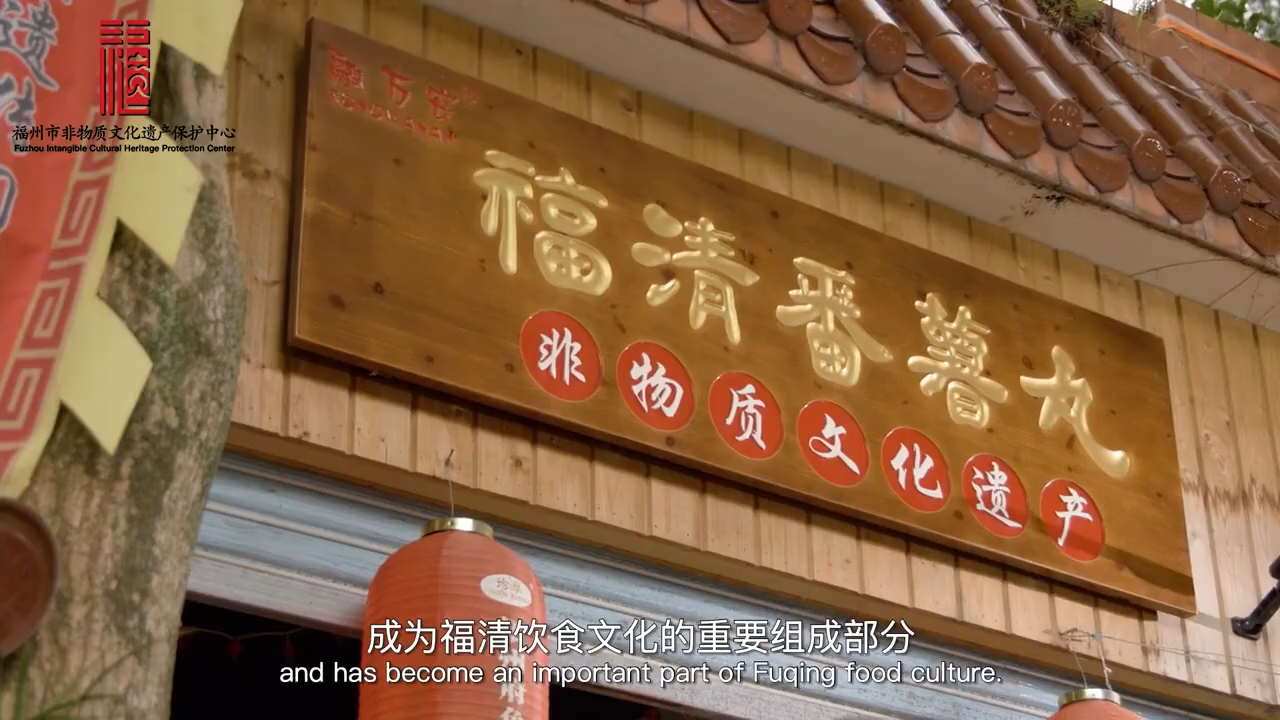 福州市非物质文化遗产保护中心
Fuzhou Intangible Cultural Heritage Protection Center
福清番薯丸
非物质文化遗产
成为福清饮食文化的重要组成部分
and has become an important part of Fuqing food culture.